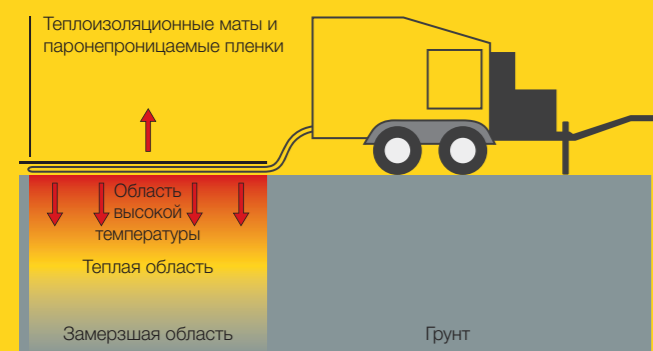 Теплоизоляционные маты и
паронепроницаемые пленки
Область
высокой
температуры
Теплая область
Замерзшая область
Грунт